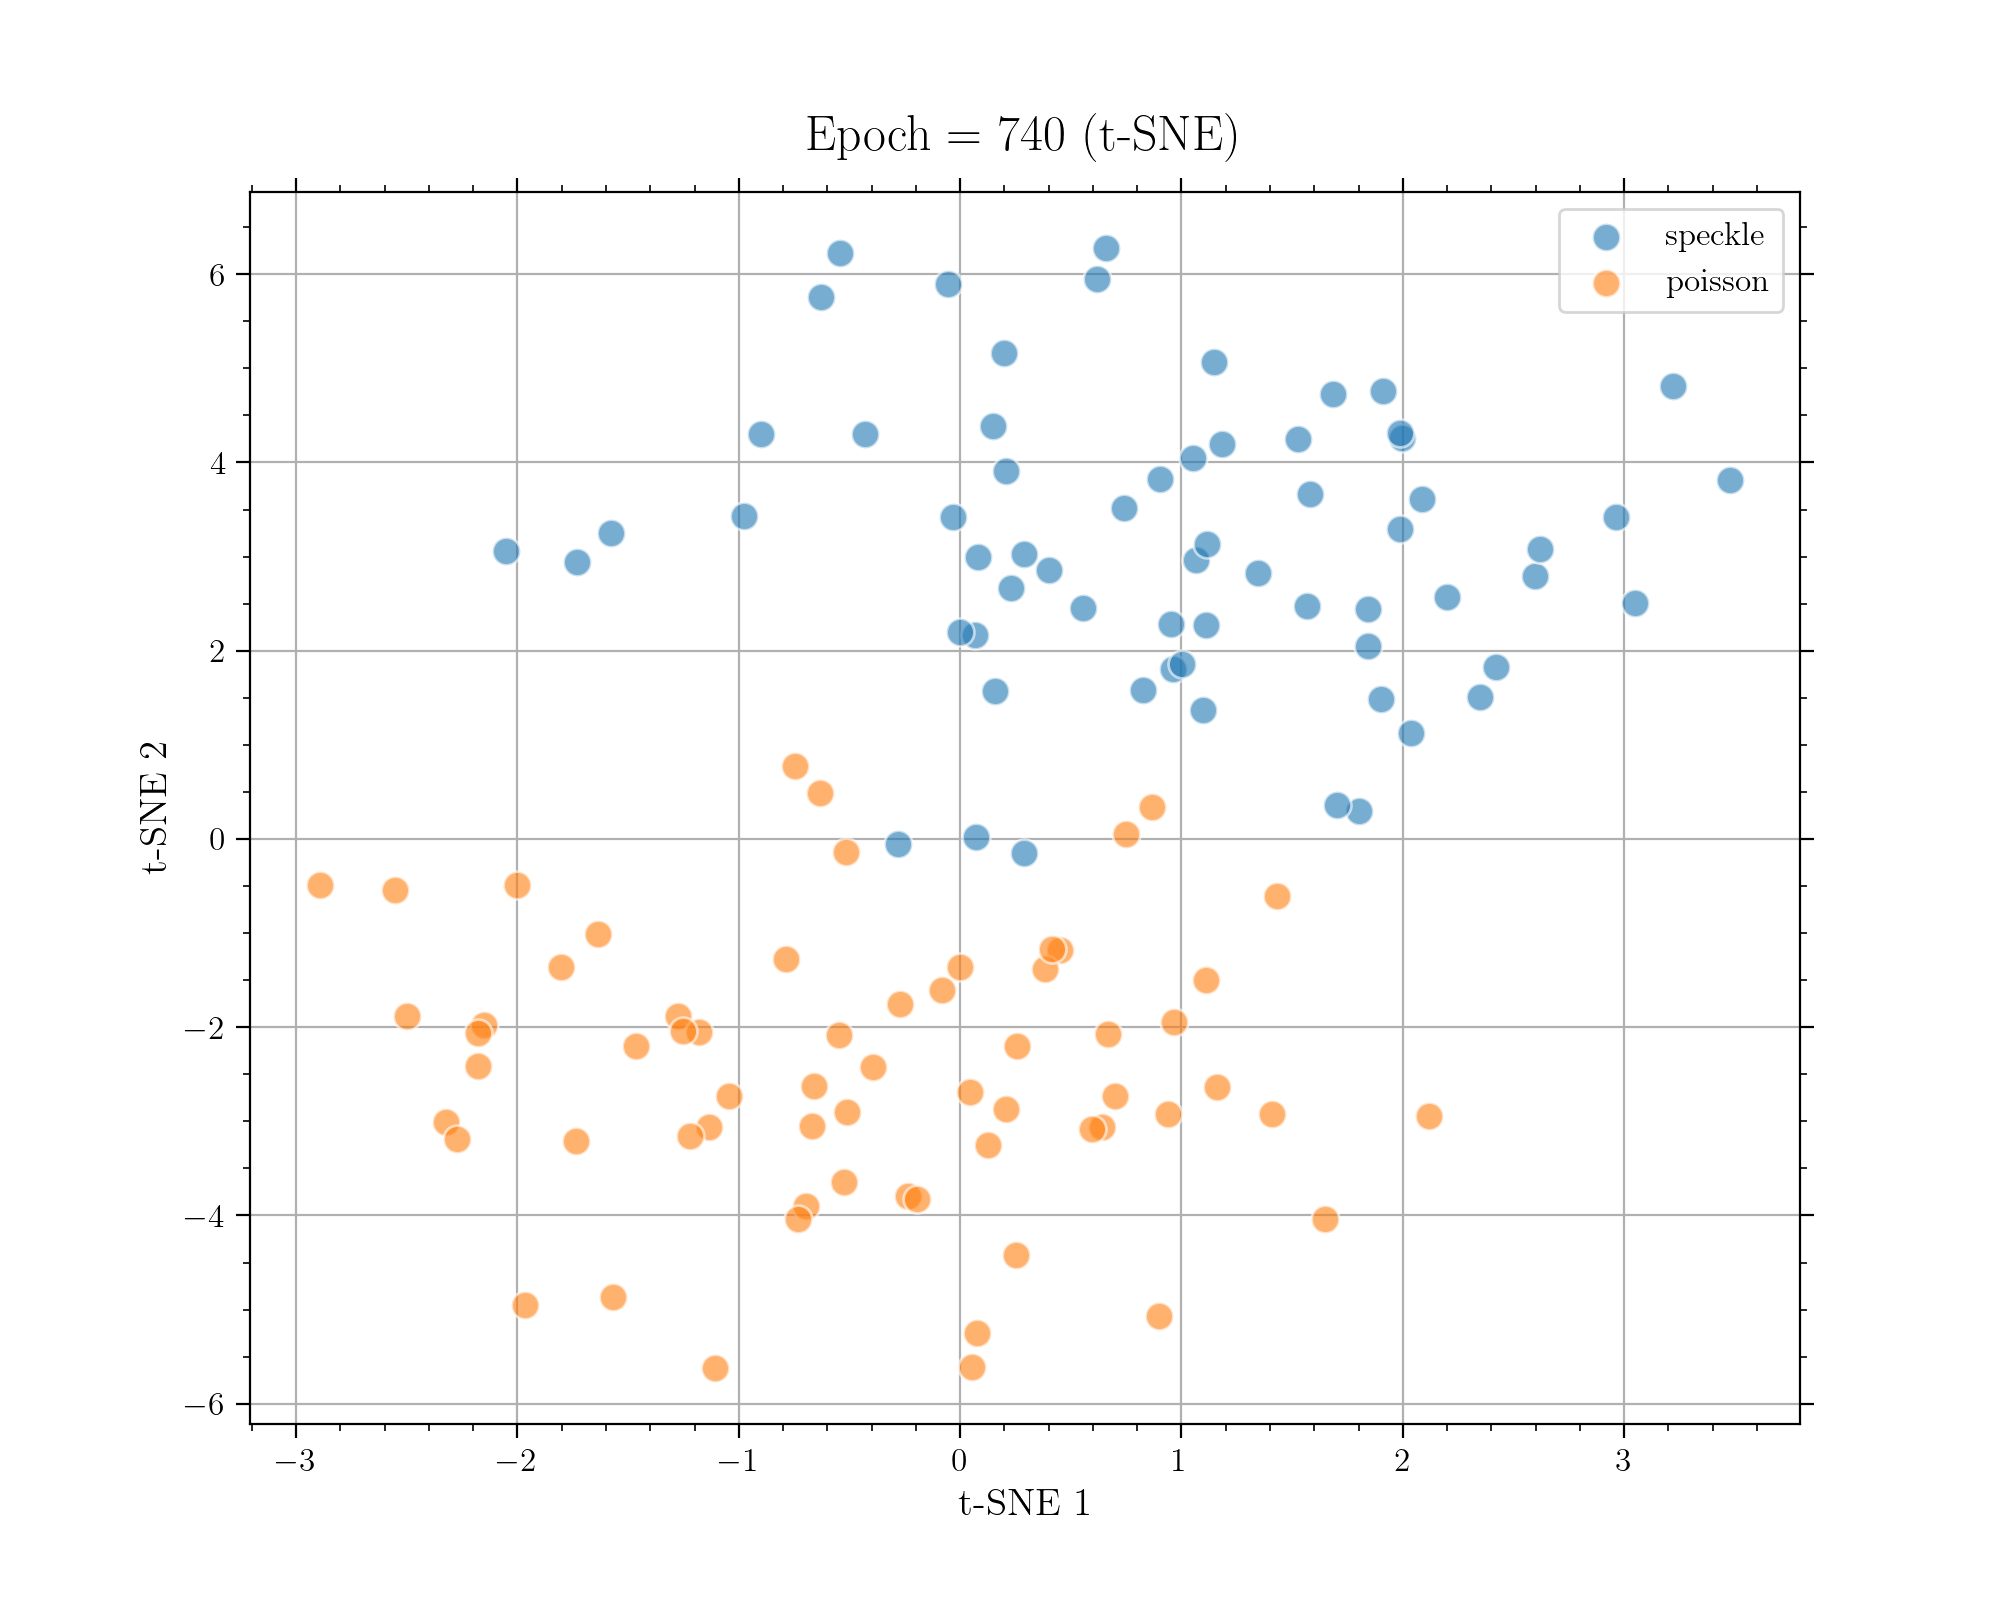 Epoch = 740 (t-SNE)
speckle
poisson
6
4
2
0
−2
−4
−6
t-SNE 2
−3 −2 −1 0 1 2 3
t-SNE 1